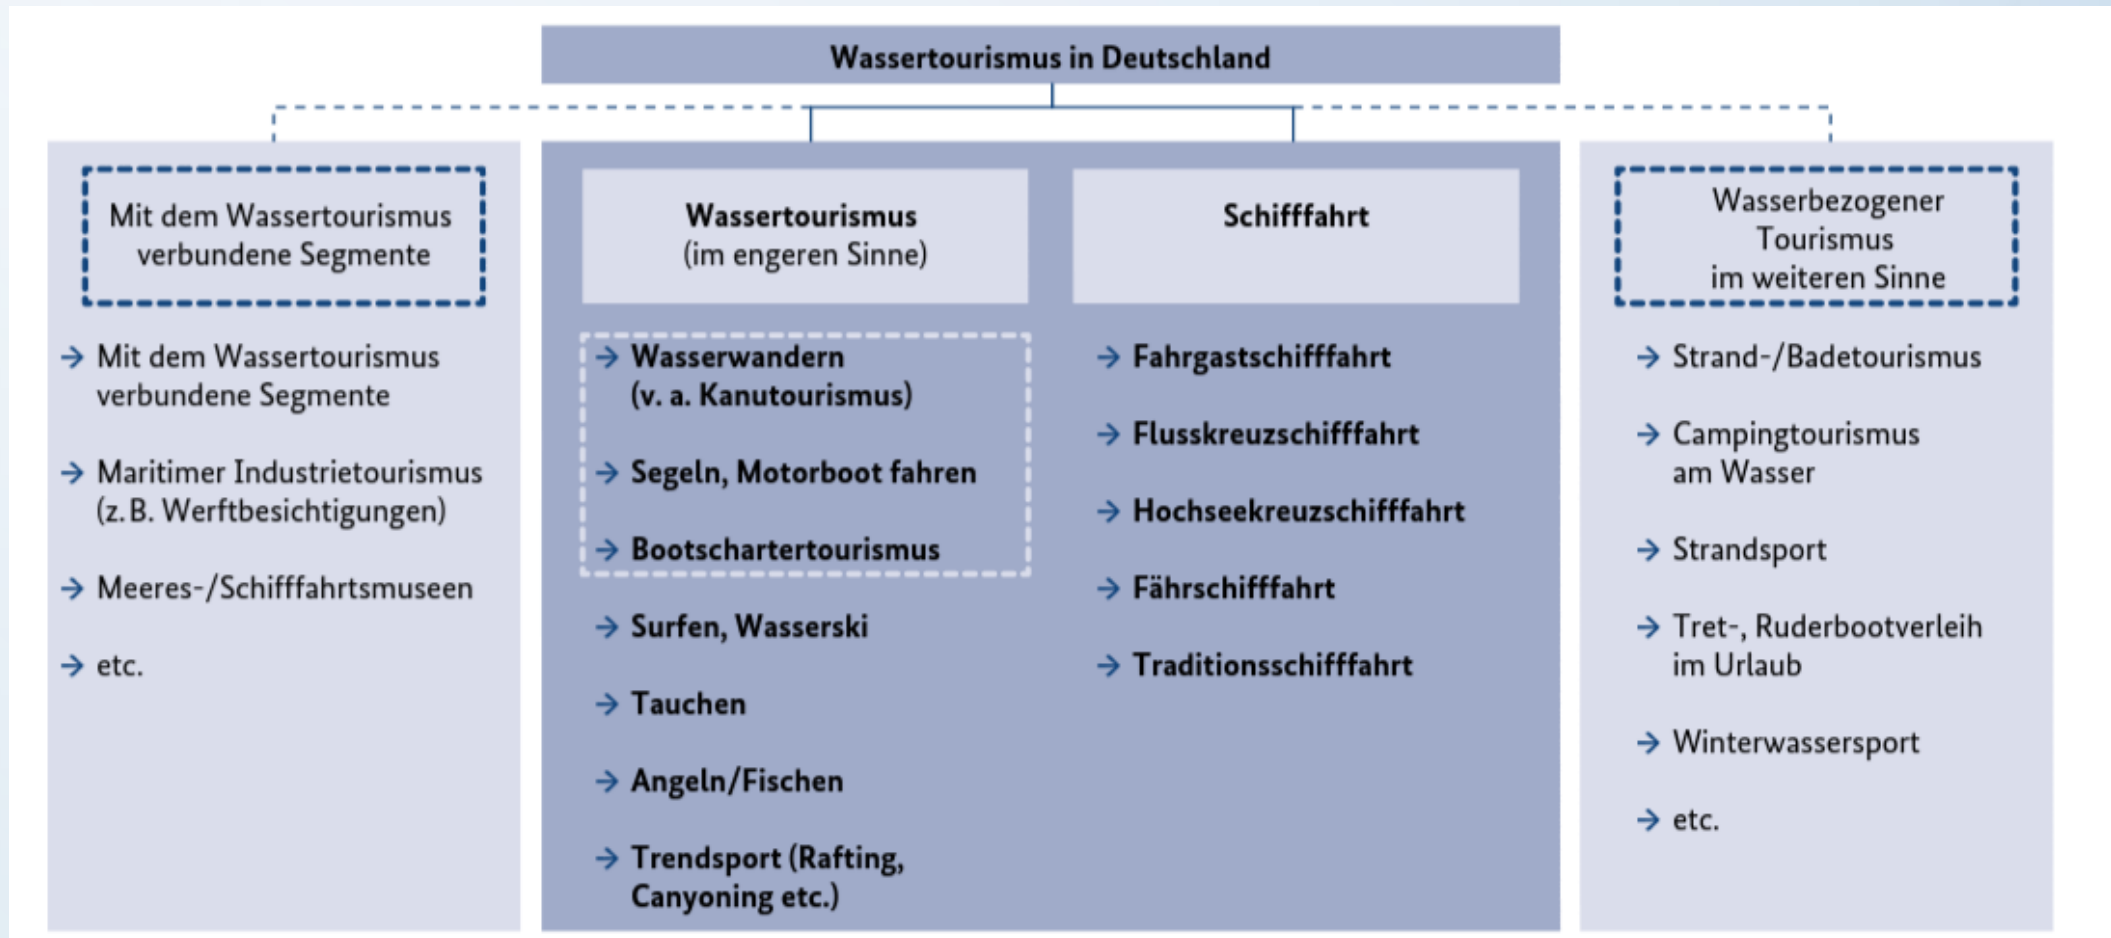 Wassertourismus in Deutschland
Mit dem Wassertourismus
verbundene Segmente
→ Mit dem Wassertourismus
verbundene Segmente
→ Maritimer Industrietourismus
(z. B. Werftbesichtigungen)
→ Meeres-/Schifffahrtsmuseen
→ etc.
Wassertourismus
(im engeren Sinne)
→ Wasserwandern
(v. a. Kanutourismus)
→ Segeln, Motorboot fahren
→ Bootschartertourismus
→ Surfen, Wasserski
→ Tauchen
→ Angeln/Fischen
→ Trendsport (Rafting,
Canyoning etc.)
Schifffahrt
→ Fahrgastschifffahrt
→ Flusskreuzschifffahrt
→ Hochseekreuzschifffahrt
→ Fährschifffahrt
→ Traditionsschifffahrt
Wasserbezogener
Tourismus
im weiteren Sinne
→ Strand-/Badetourismus
→ Campingtourismus
am Wasser
→ Strandsport
→ Tret-, Ruderbootverleih
im Urlaub
→ Winterwassersport
→ etc.